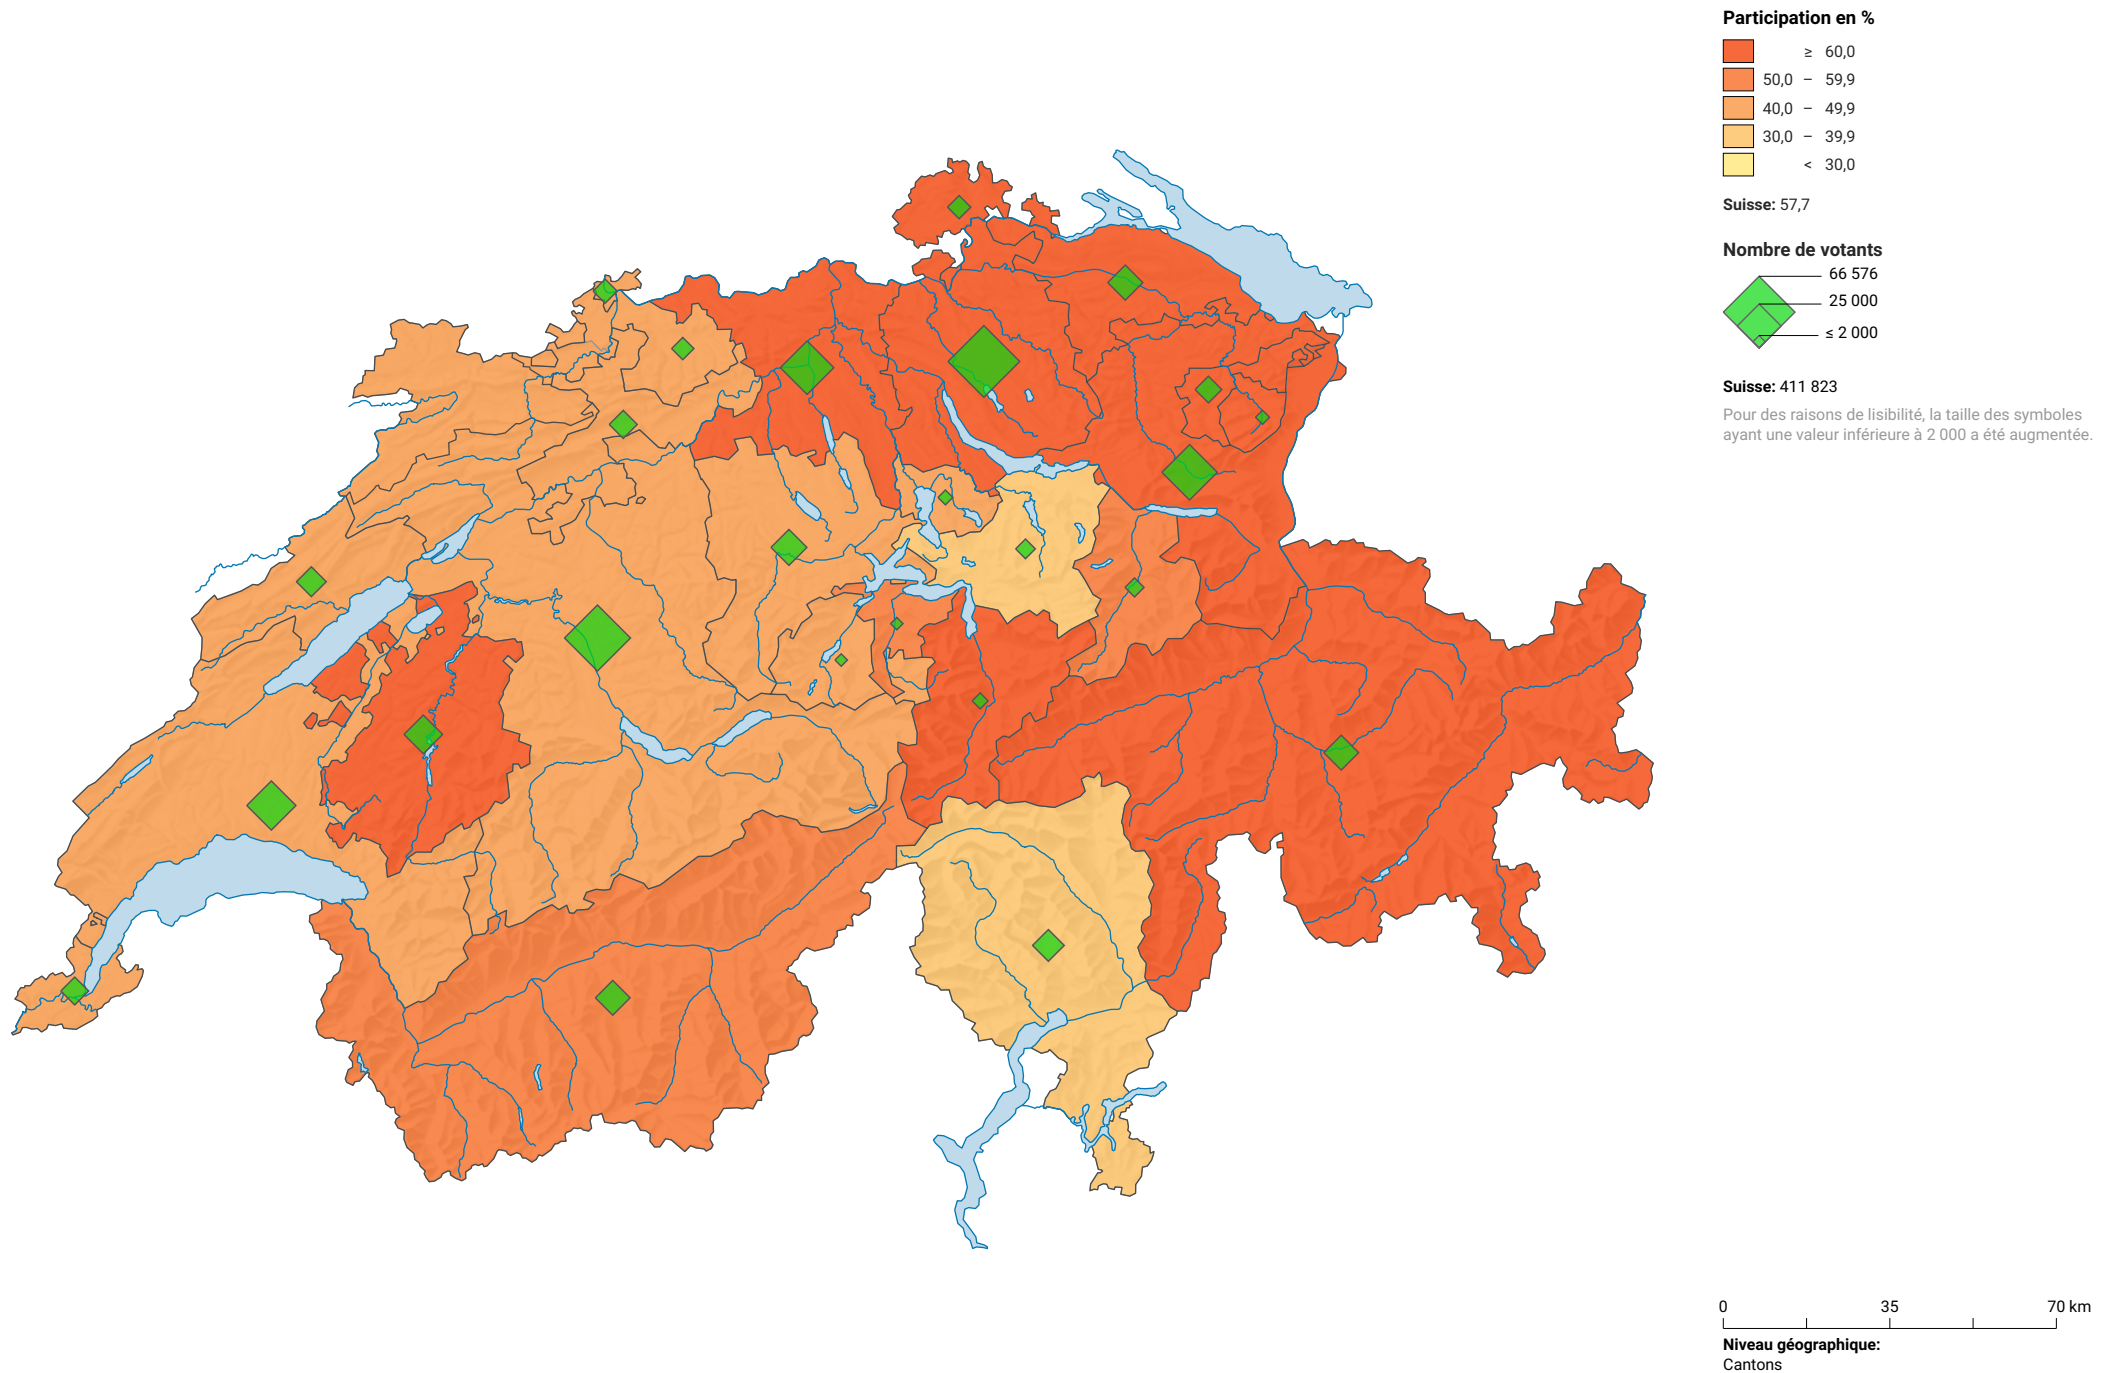 Participation en %
≥ 60,0
50,0 – 59,9
40,0 – 49,9
30,0 – 39,9
< 30,0
Suisse: 57,7
Nombre de votants
66 576
25 000
≤ 2 000
Suisse: 411 823
Pour des raisons de lisibilité, la taille des symboles
ayant une valeur inférieure à 2 000 a été augmentée.
0 35 70 km
Niveau géographique:
Cantons